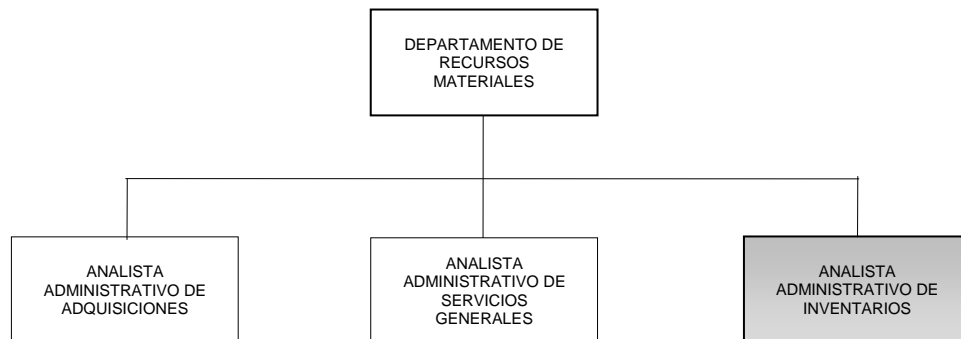 DEPARTAMENTO DE
RECURSOS
MATERIALES
ANALISTA
ADMINISTRATIVO DE
ADQUISICIONES
ANALISTA
ADMINISTRATIVO DE
SERVICIOS
GENERALES
ANALISTA
ADMINISTRATIVO DE
INVENTARIOS